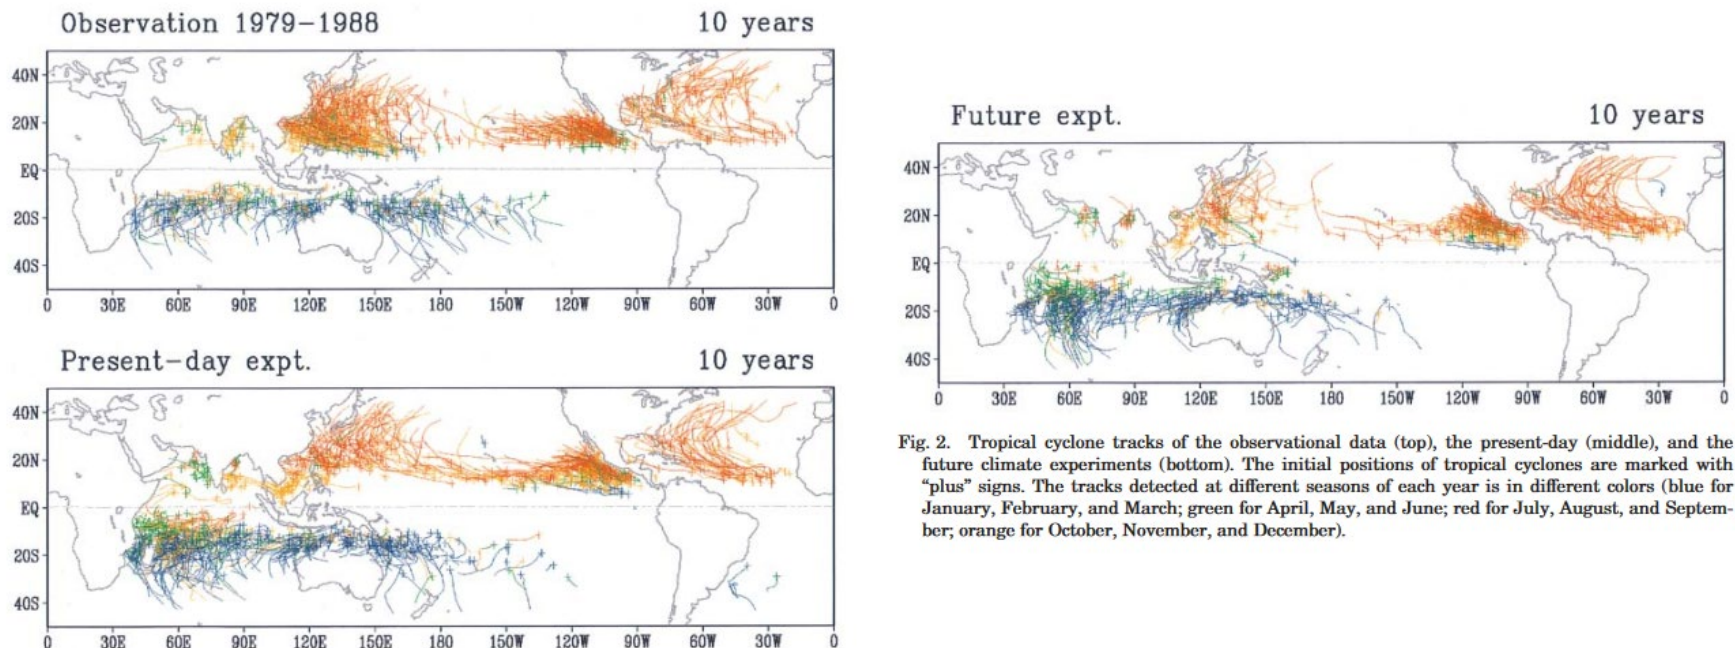 Observation 1979-1988 10 years
40N
20N
EQ
20S
40S
0 30E 60E 90E 120E 150E 180 150W 120W 90W 60W 30W 0
Present-day expt. 10 years
40N
20N
EQ
20S
40S
0 30E 60E 90E 120E 150E 180 150W 120W 90W 60W 30W 0
Future expt. 10 years
40N
20N
EQ
20S
40S
0 30E 60E 90E 120E 150E 180 150W 120W 90W 60W 30W 0
Fig. 2. Tropical cyclone tracks of the observational data (top), the present-day (middle), and the
future climate experiments (bottom). The initial positions of tropical cyclones are marked with
“plus” signs. The tracks detected at different seasons of each year is in different colors (blue for
January, February, and March; green for April, May, and June; red for July, August, and Septem-
ber; orange for October, November, and December).